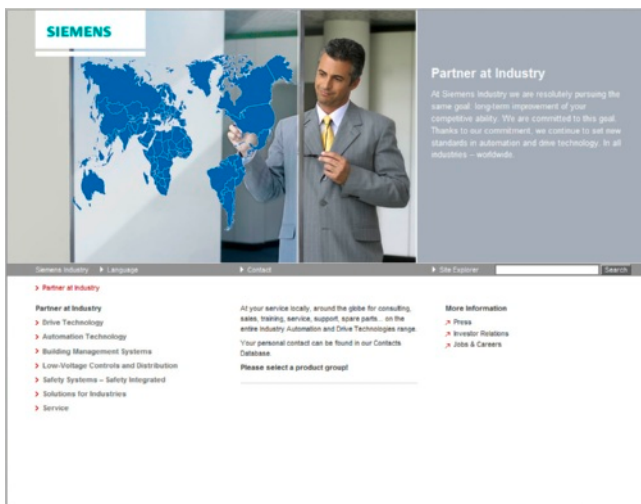 SIEMENS
Partner at Industry
At Siemens Industry we are resolutely pursuing the
same goal: long-term improvement of your
competitive ability. We are committed to this goal.
Thanks to our commitment, we continue to set new
standards in automation and drive technology. In all
industries – worldwide.
Siemens Industry Language Contact Site Explorer Search
Partner at Industry
Partner at Industry
Drive Technology
Automation Technology
Building Management Systems
Low-Voltage Controls and Distribution
Safety Systems – Safety Integrated
Solutions for Industries
Service
At your service locally, around the globe for consulting,
sales, training, service, support, spare parts... on the
entire Industry Automation and Drive Technologies range.
Your personal contact can be found in our Contacts
Database.
Please select a product group!
More Information
Press
Investor Relations
Jobs & Careers